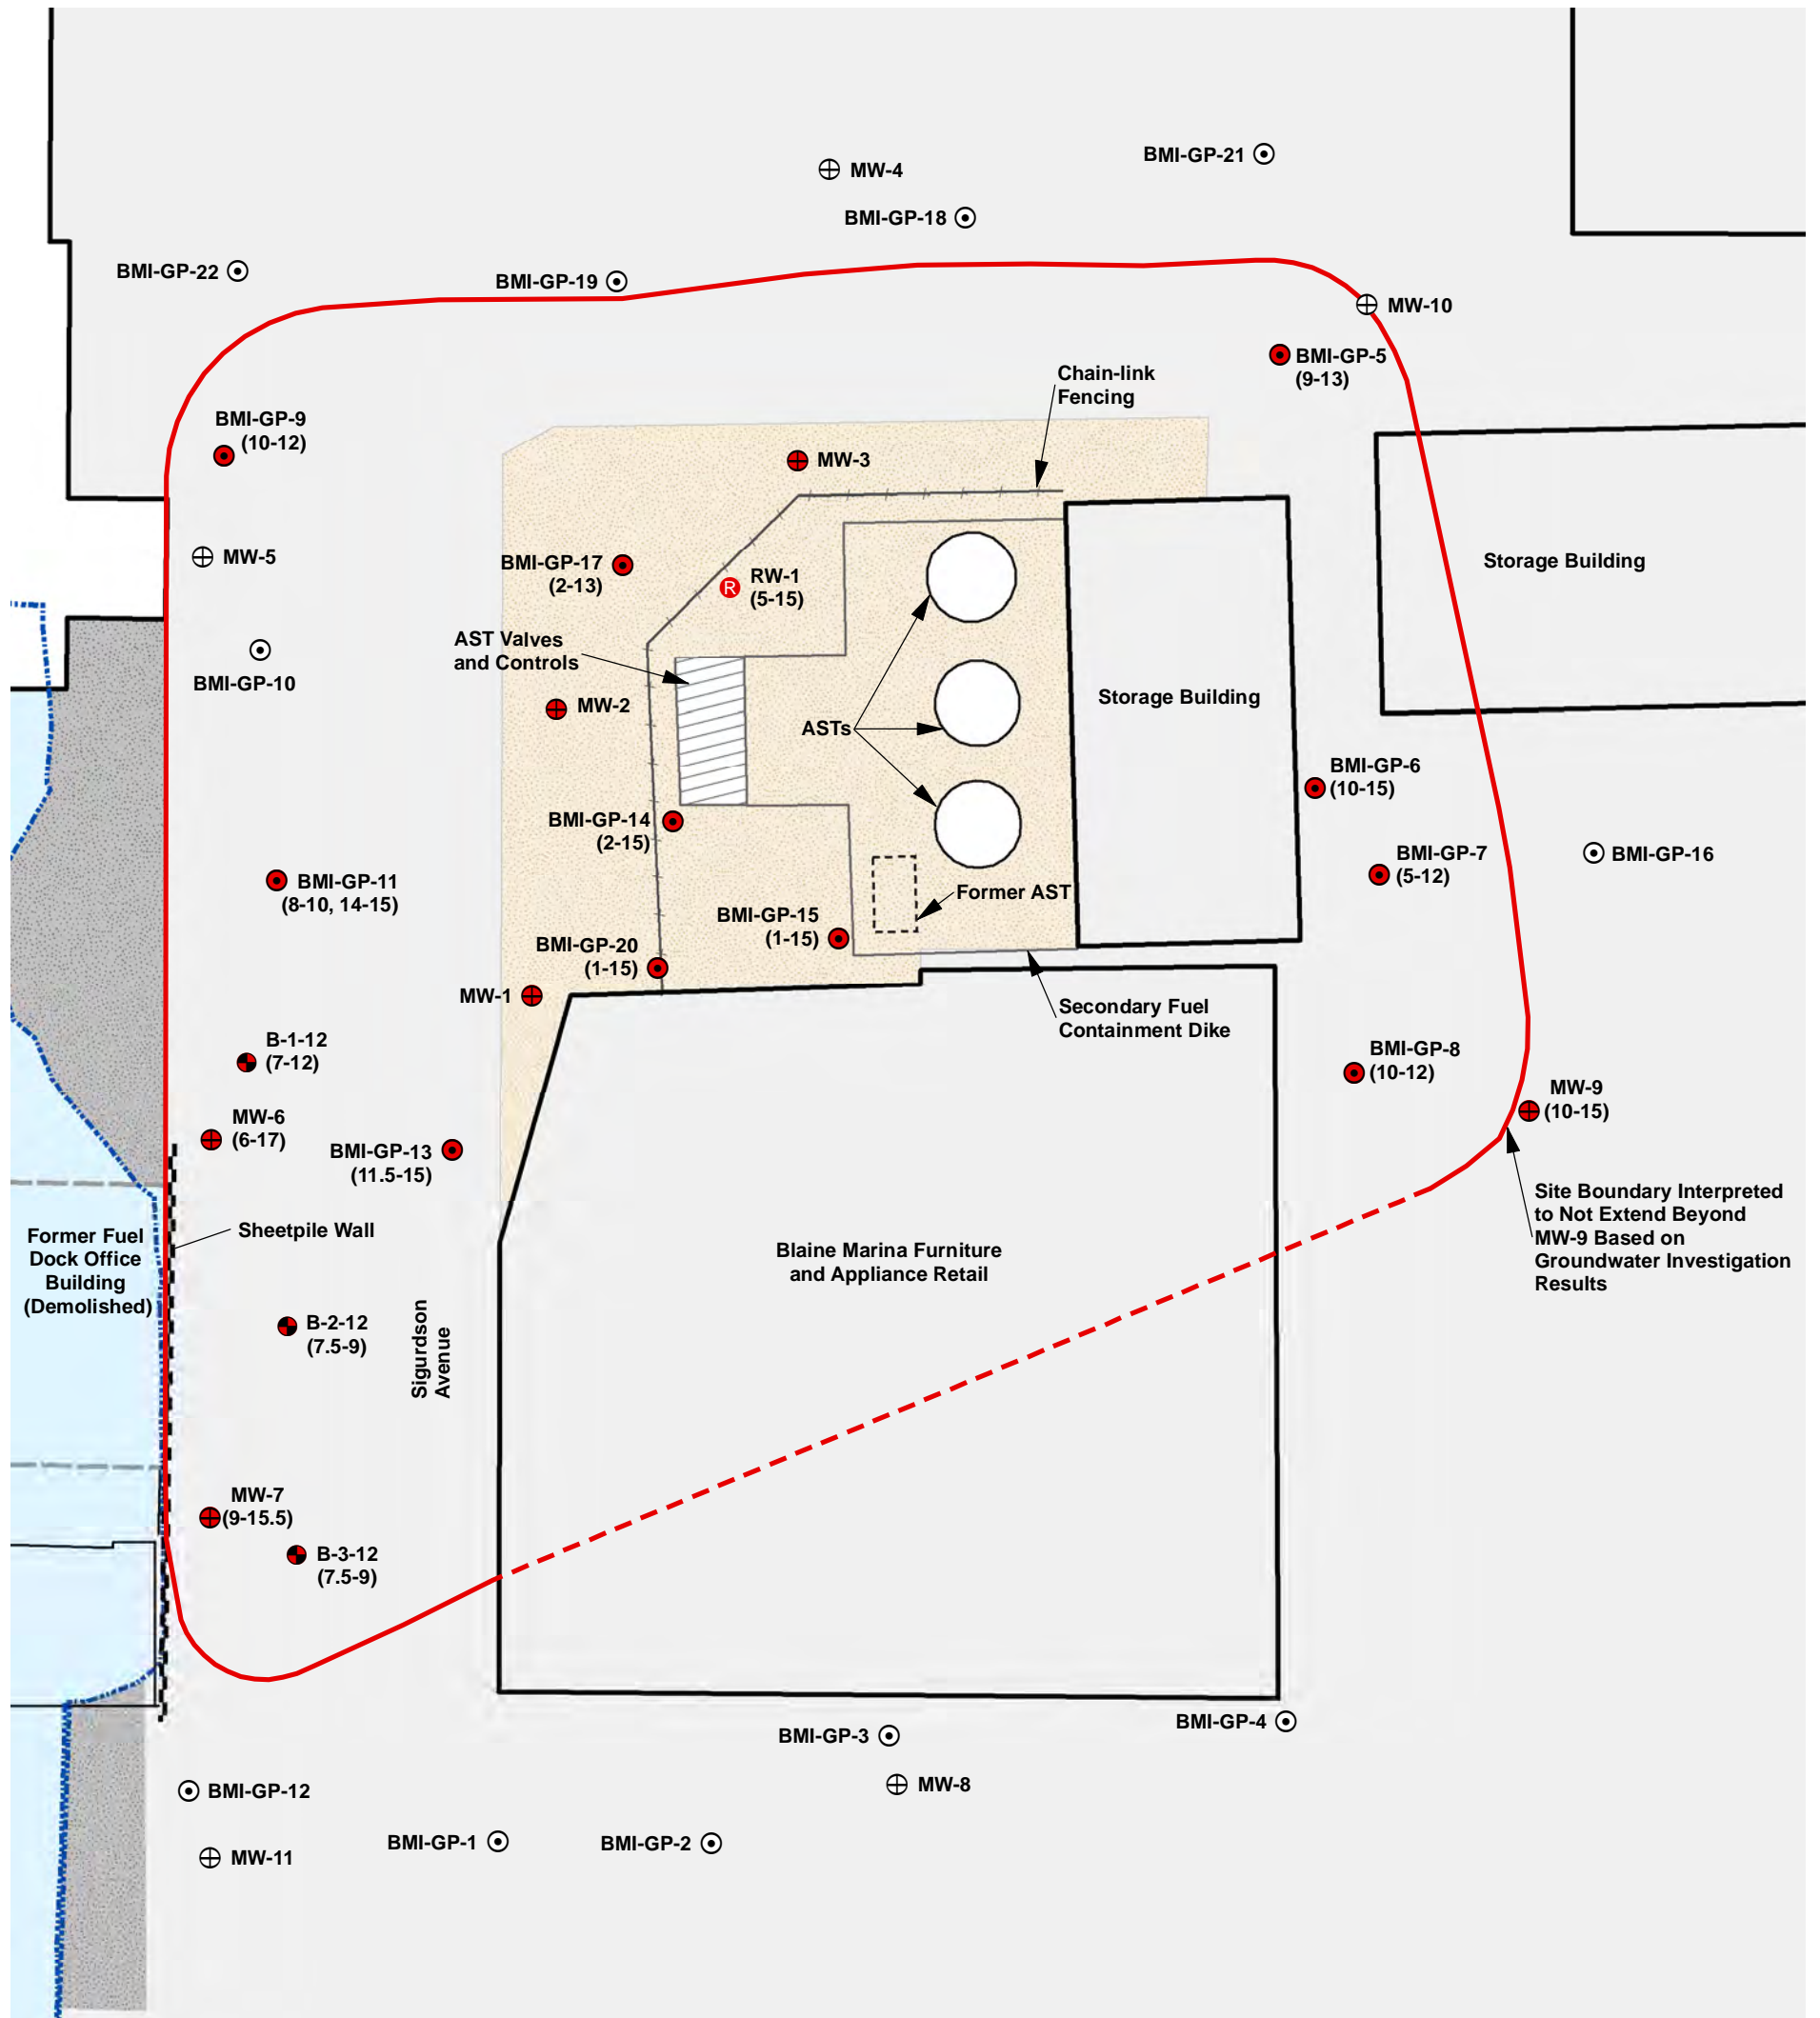 BMI-GP-21
MW-4
BMI-GP-18
BMI-GP-22
BMI-GP-19
MW-10
BMI-GP-5
(9-13)
Chain-link
Fencing
BMI-GP-9
(10-12)
MW-3
MW-5
BMI-GP-17
(2-13)
R
RW-1
(5-15)
Storage Building
AST Valves
and Controls
BMI-GP-10
MW-2
ASTs
Storage Building
BMI-GP-6
(10-15)
BMI-GP-14
(2-15)
BMI-GP-7
(5-12)
BMI-GP-16
BMI-GP-11
(8-10, 14-15)
Former AST
BMI-GP-15
(1-15)
BMI-GP-20
(1-15)
MW-1
Secondary Fuel
Containment Dike
B-1-12
(7-12)
BMI-GP-8
(10-12)
MW-9
(10-15)
MW-6
(6-17)
BMI-GP-13
(11.5-15)
Site Boundary Interpreted
to Not Extend Beyond
MW-9 Based on
Groundwater Investigation
Results
Sheetpile Wall
Former Fuel
Dock Office
Building
(Demolished)
Blaine Marina Furniture
and Appliance Retail
B-2-12
(7.5-9)
Sigurdson
Avenue
MW-7
(9-15.5)
B-3-12
(7.5-9)
BMI-GP-4
BMI-GP-3
MW-8
BMI-GP-12
BMI-GP-1
BMI-GP-2
MW-11